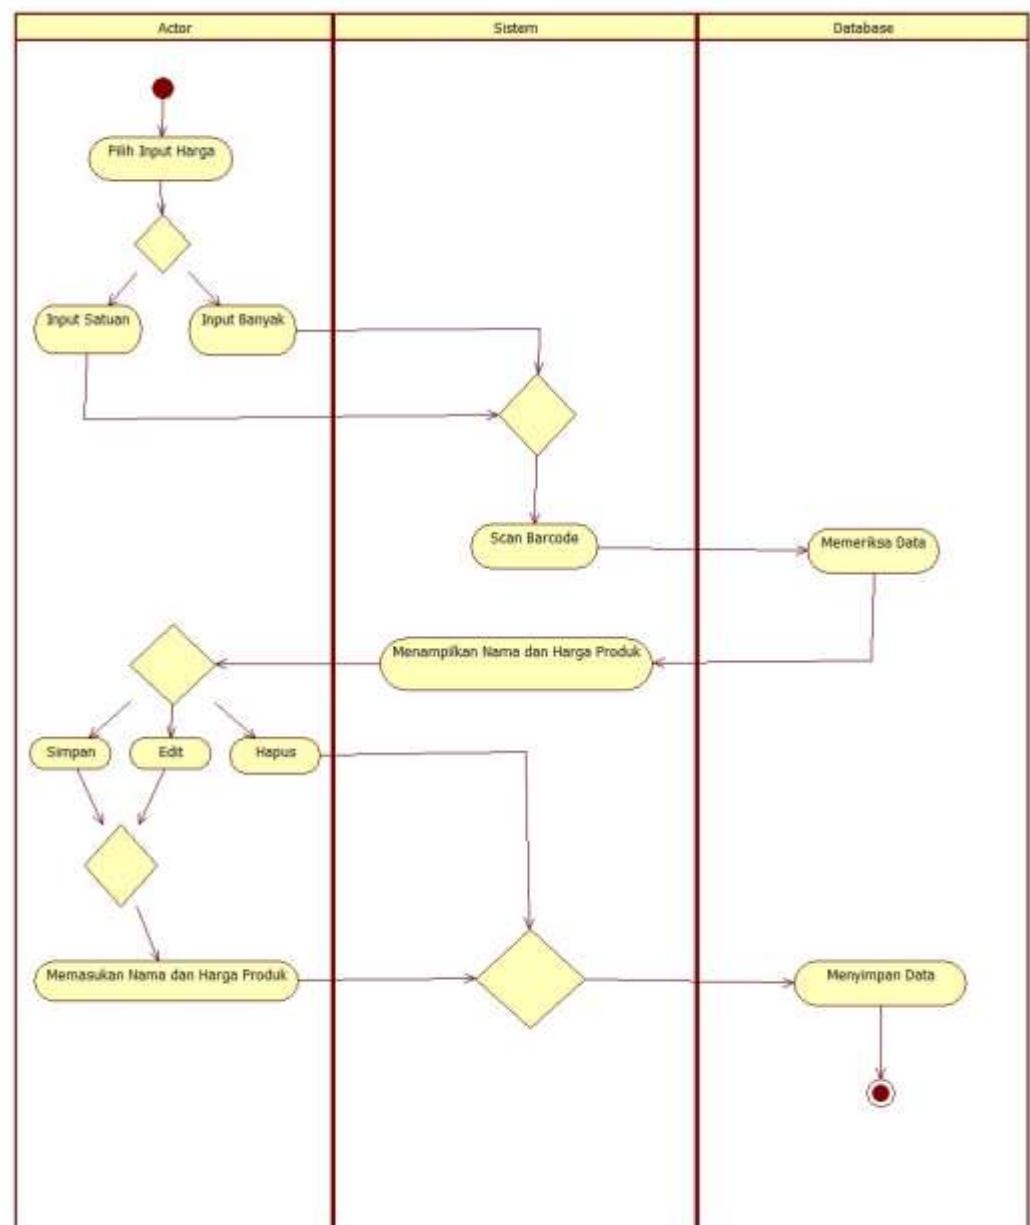 Actor
Sistem
Database
Pilih Input Harga
Input Satuan
Input Banyak
Scan Barcode
Memeriksa Data
Menampilkan Nama dan Harga Produk
Simpan
Edit
Hapus
Memasukan Nama dan Harga Produk
Menyimpan Data